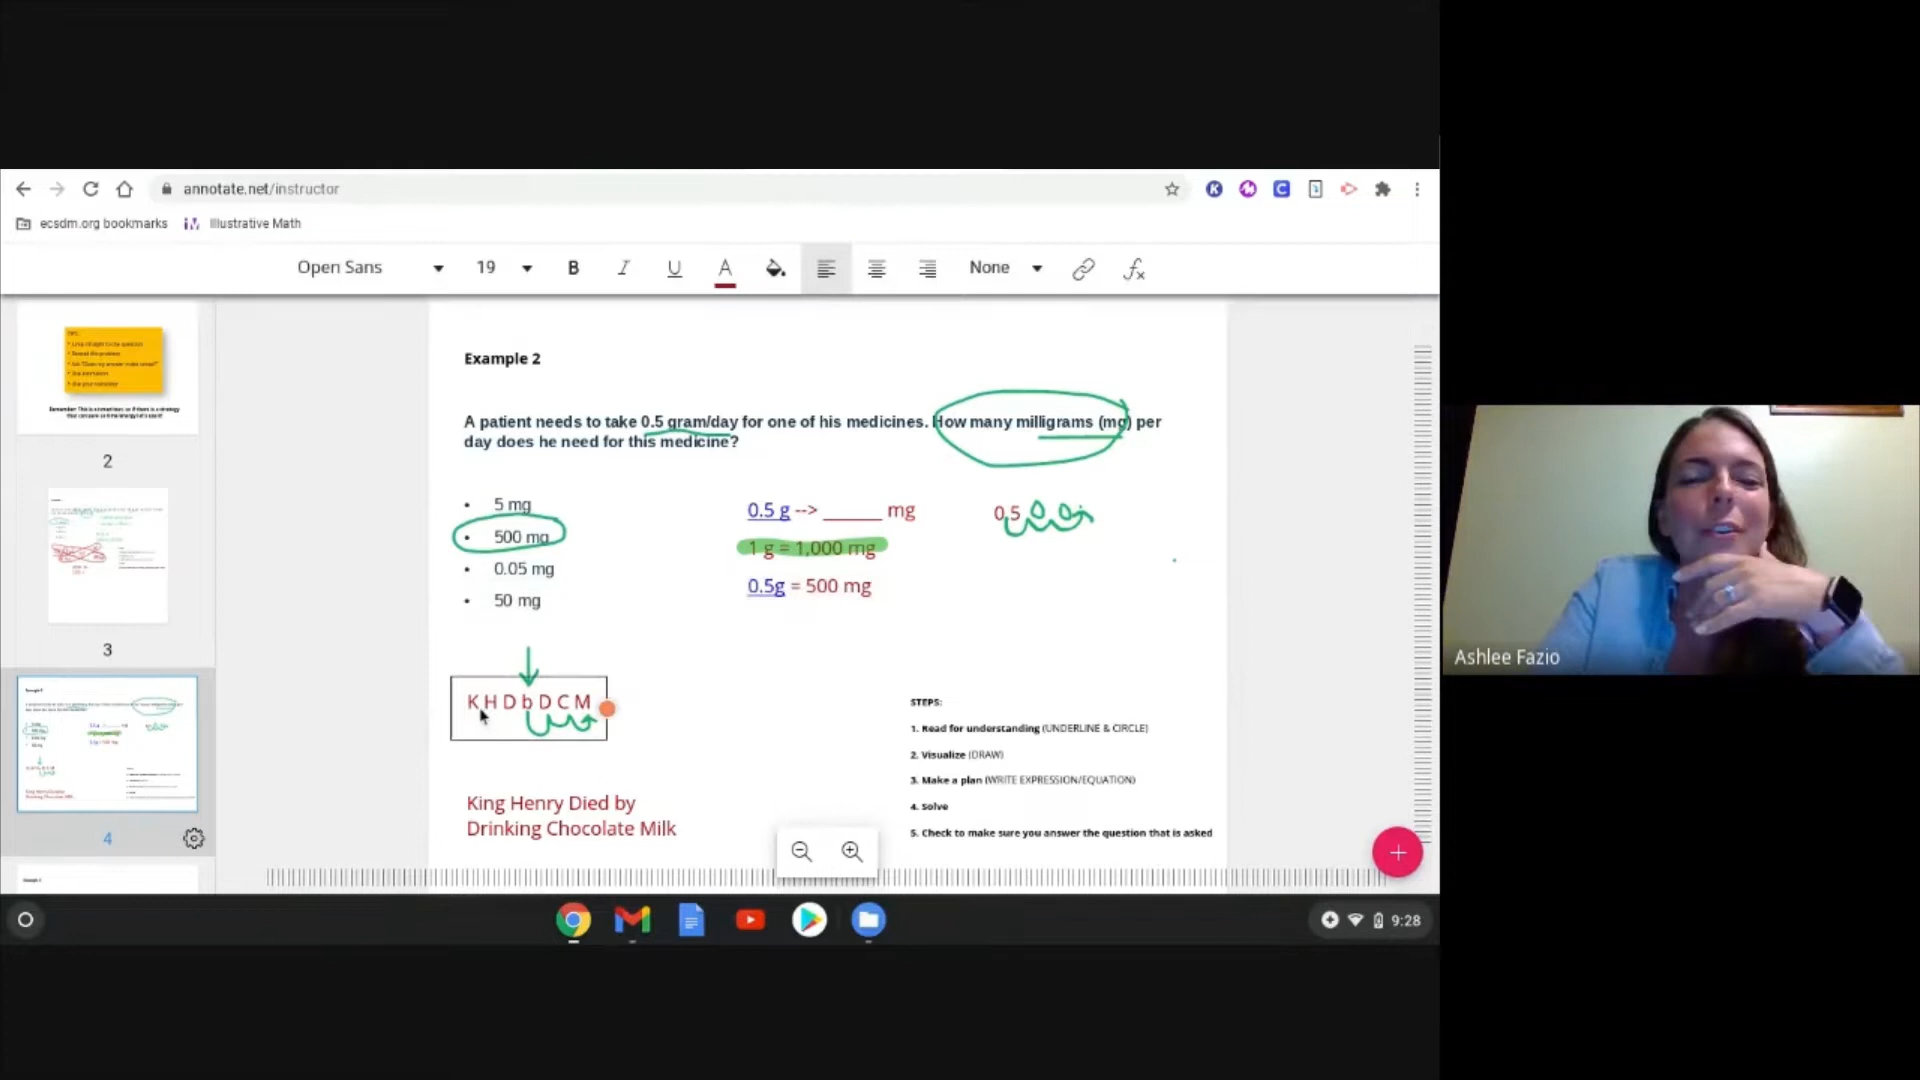 annotate.net/instructor
ecsdm.org bookmarks Illustrative Math
Open Sans 19 B I U A None fx
Example 2
A patient needs to take 0.5 gram/day for one of his medicines. How many milligrams (mg) per
day does he need for this medicine?
• 5 mg
• 500 mg
• 0.05 mg
• 50 mg
0.5 g --> ______ mg
1 g = 1,000 mg
0.5g = 500 mg
0.5 0 0.
K H D b D C M
King Henry Died by
Drinking Chocolate Milk
STEPS:
1. Read for understanding (UNDERLINE & CIRCLE)
2. Visualize (DRAW)
3. Make a plan (WRITE EXPRESSION/EQUATION)
4. Solve
5. Check to make sure you answer the question that is asked
2
3
4
9:28
Ashlee Fazio